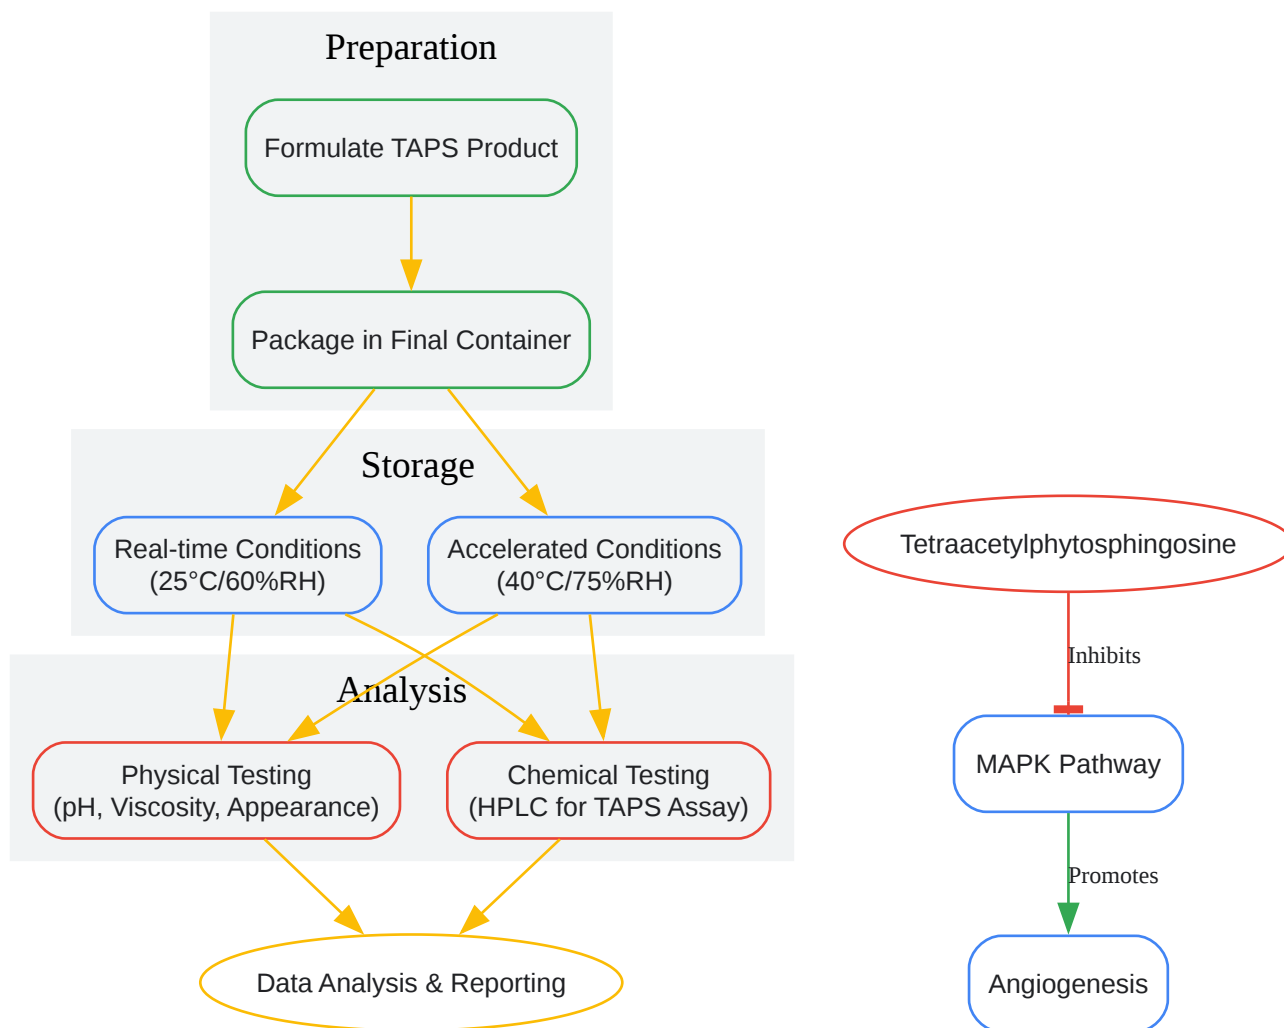 Preparation
Formulate TAPS Product
Package in Final Container
Storage
Real-time Conditions
(25°C/60%RH)
Accelerated Conditions
(40°C/75%RH)
Analysis
Physical Testing
(pH, Viscosity, Appearance)
Chemical Testing
(HPLC for TAPS Assay)
Data Analysis & Reporting
Tetraacetylphytosphingosine
Inhibits
MAPK Pathway
Promotes
Angiogenesis